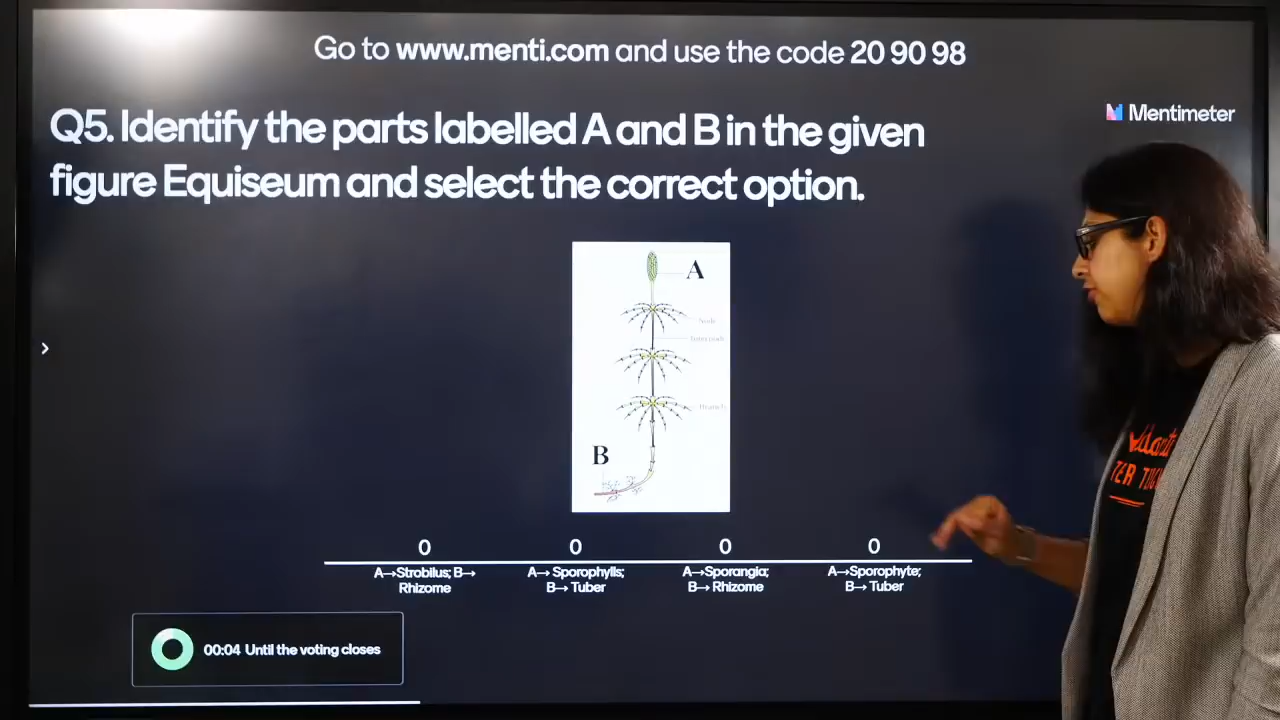 Go to www.menti.com and use the code 20 90 98
Mentimeter
Q5. Identify the parts labelled A and B in the given
figure Equiseum and select the correct option.
A
Node
B
0
0
0
0
A→Strobilus; B→
Rhizome
A→ Sporophylls;
B→ Tuber
A→Sporangia;
B→ Rhizome
A→Sporophyte;
B→ Tuber
00:04 Until the voting closes